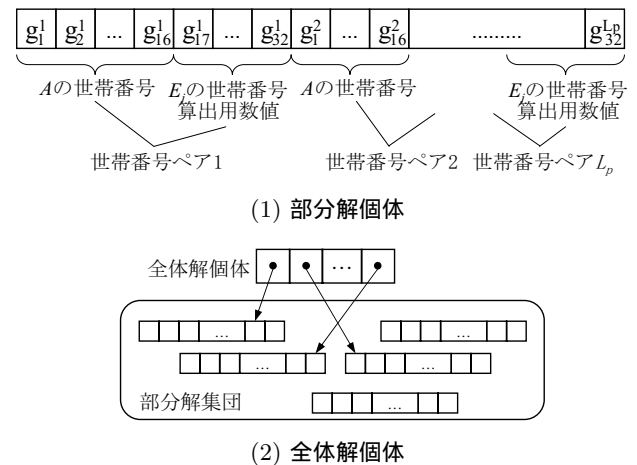 g₁¹ g₂¹ ... g₁₆¹ g₁₇¹ ... g₃₂¹ g₁² ... g₁₆² ......... g₃₂^{Lp}
Aの世帯番号 E_jの世帯番号算出用数値 Aの世帯番号 E_jの世帯番号算出用数値
世帯番号ペア1 世帯番号ペア2 世帯番号ペアL_p
(1) 部分解個体
全体解個体 ...
... ...
... ...
部分解集団 ...
(2) 全体解個体